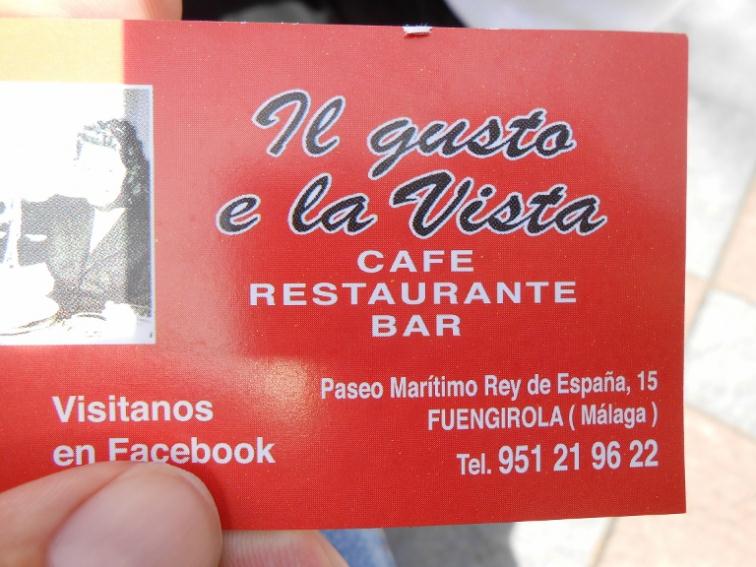 Il gusto
e la Vista
CAFE
RESTAURANTE
BAR
Paseo Marítimo Rey de España, 15
FUENGIROLA ( Málaga )
Tel. 951 21 96 22
Visitanos
en Facebook